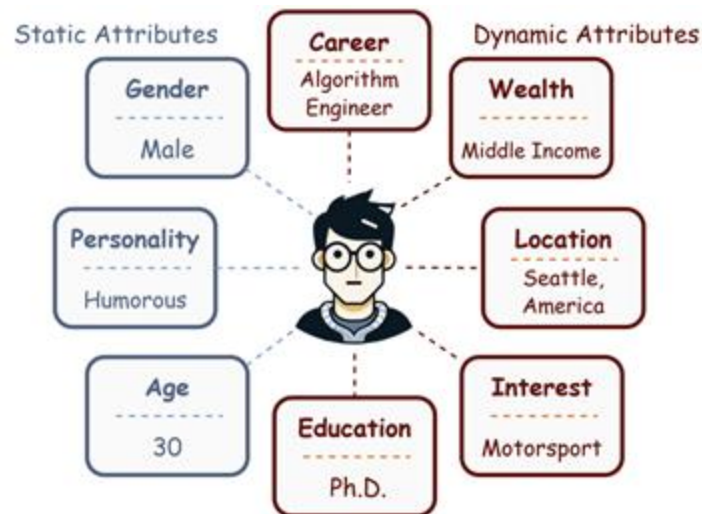 Static Attributes
Career
Dynamic Attributes
Algorithm
Engineer
Gender
Male
Wealth
Middle Income
Personality
Humorous
Location
Seattle,
America
Age
30
Education
Ph.D.
Interest
Motorsport